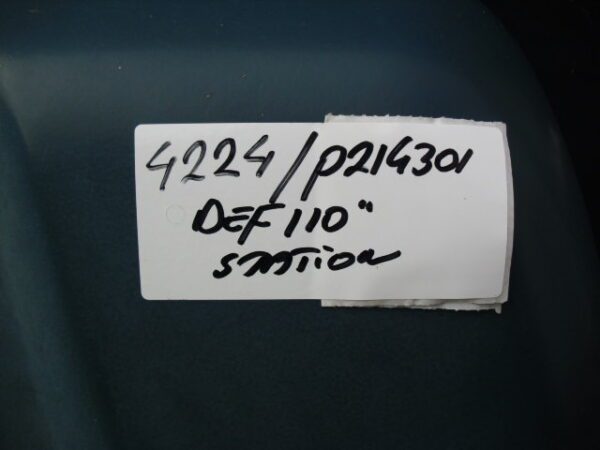 4224/P214301
DEF 110"
STATION